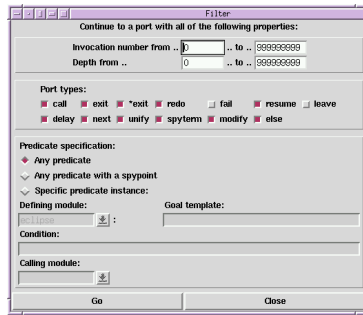 Filter
Continue to a port with all of the following properties:
Invocation number from .. 0 .. to .. 999999999
Depth from .. 0 .. to .. 999999999
Port types:
call exit *exit redo fail resume leave
delay next unify spyterm modify else
Predicate specification:
Any predicate
Any predicate with a spypoint
Specific predicate instance:
Defining module: Goal template:
eclipse :
Condition:
Calling module:
Go Close